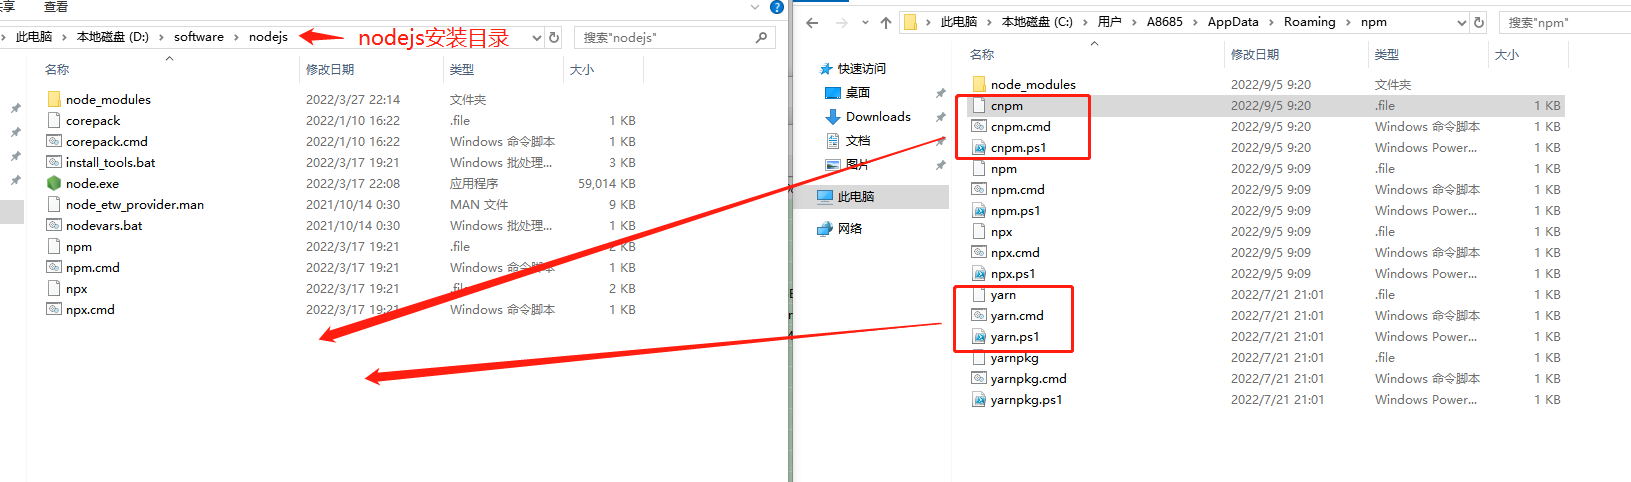 共享 查看
此电脑 > 本地磁盘 (D:) > software > nodejs
nodejs安装目录
搜索"nodejs"
名称 修改日期 类型 大小
node_modules 2022/3/27 22:14 文件夹
corepack 2022/1/10 16:22 .file 1 KB
corepack.cmd 2022/1/10 16:22 Windows 命令脚本 1 KB
install_tools.bat 2022/3/17 19:21 Windows 批处理... 3 KB
node.exe 2022/3/17 22:08 应用程序 59,014 KB
node_etw_provider.man 2021/10/14 0:30 MAN 文件 9 KB
nodevars.bat 2021/10/14 0:30 Windows 批处理... 1 KB
npm 2022/3/17 19:21 .file 2 KB
npm.cmd 2022/3/17 19:21 Windows 命令脚本 1 KB
npx 2022/3/17 19:21 .file 2 KB
npx.cmd 2022/3/17 19:21 Windows 命令脚本 1 KB
此电脑 > 本地磁盘 (C:) > 用户 > A8685 > AppData > Roaming > npm
搜索"npm"
快速访问
桌面
Downloads
文档
图片
此电脑
网络
名称 修改日期 类型 大小
node_modules 2022/9/5 9:20 文件夹
cnpm 2022/9/5 9:20 .file 1 KB
cnpm.cmd 2022/9/5 9:20 Windows 命令脚本 1 KB
cnpm.ps1 2022/9/5 9:20 Windows Power... 1 KB
npm 2022/9/5 9:09 .file 1 KB
npm.cmd 2022/9/5 9:09 Windows 命令脚本 1 KB
npm.ps1 2022/9/5 9:09 Windows Power... 1 KB
npx 2022/9/5 9:09 .file 1 KB
npx.cmd 2022/9/5 9:09 Windows 命令脚本 1 KB
npx.ps1 2022/9/5 9:09 Windows Power... 1 KB
yarn 2022/7/21 21:01 .file 1 KB
yarn.cmd 2022/7/21 21:01 Windows 命令脚本 1 KB
yarn.ps1 2022/7/21 21:01 Windows Power... 1 KB
yarnpkg 2022/7/21 21:01 .file 1 KB
yarnpkg.cmd 2022/7/21 21:01 Windows 命令脚本 1 KB
yarnpkg.ps1 2022/7/21 21:01 Windows Power... 1 KB